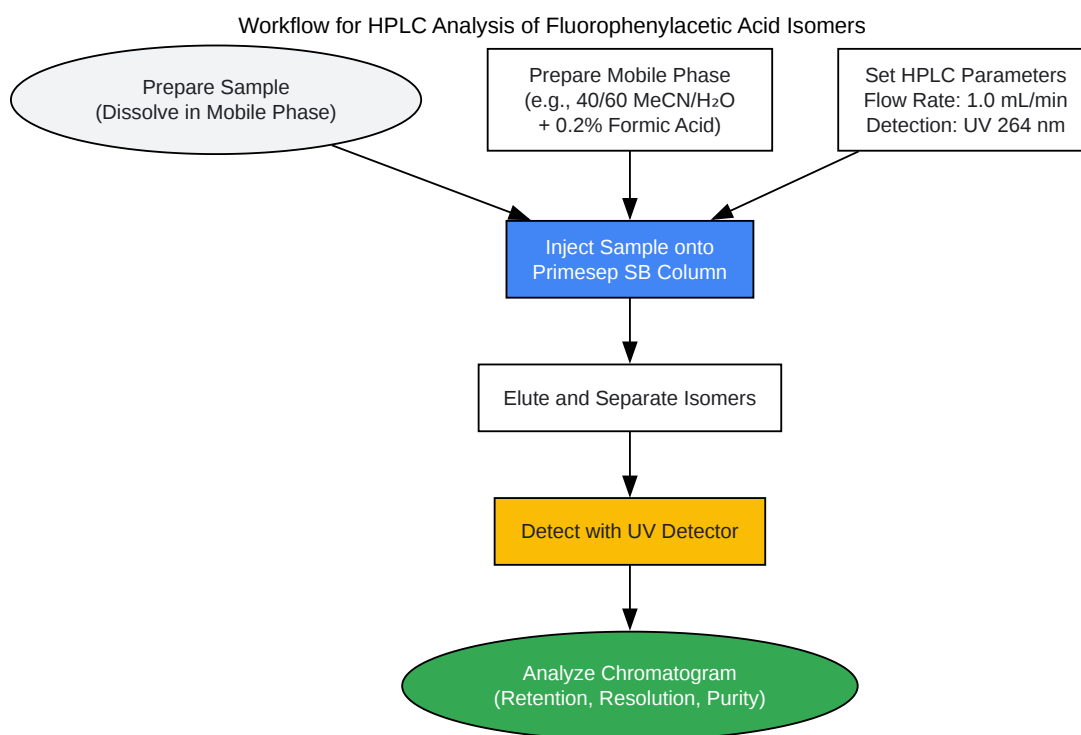 Workflow for HPLC Analysis of Fluorophenylacetic Acid Isomers
Prepare Sample
(Dissolve in Mobile Phase)
Prepare Mobile Phase
(e.g., 40/60 MeCN/H₂O
+ 0.2% Formic Acid)
Set HPLC Parameters
Flow Rate: 1.0 mL/min
Detection: UV 264 nm
Inject Sample onto
Primesep SB Column
Elute and Separate Isomers
Detect with UV Detector
Analyze Chromatogram
(Retention, Resolution, Purity)